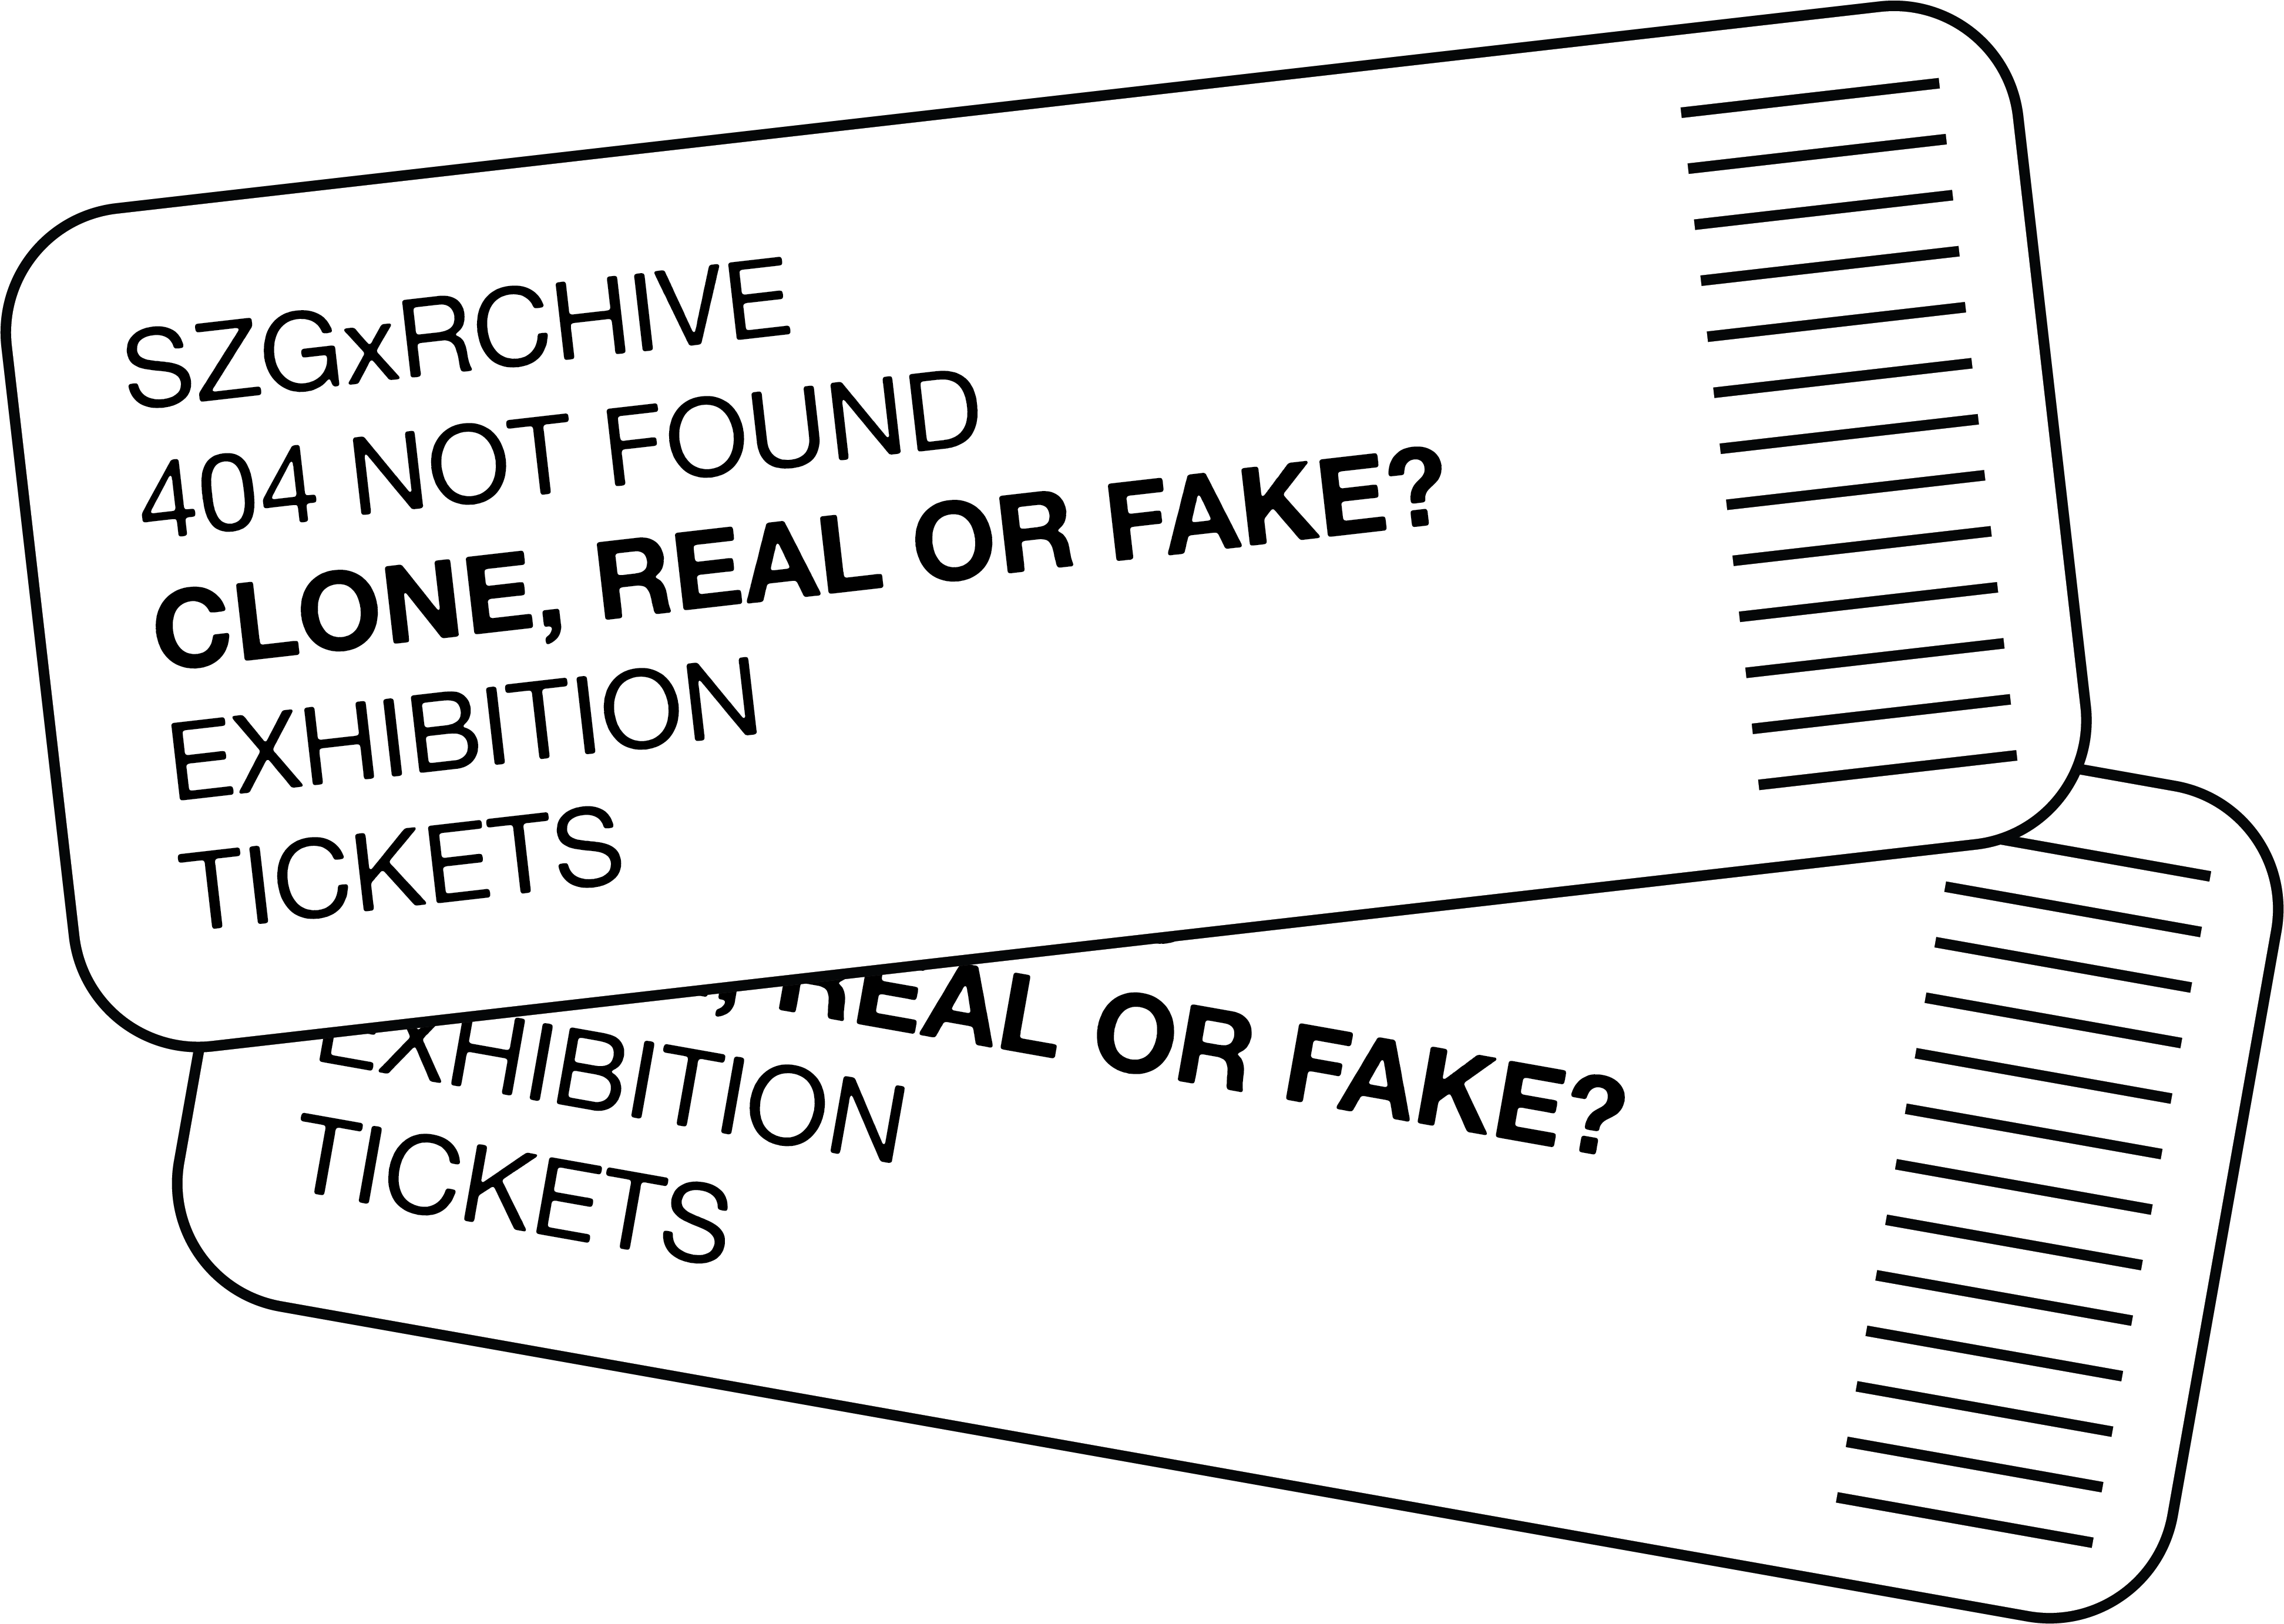 SZGxRCHIVE
404 NOT FOUND
CLONE, REAL OR FAKE?
EXHIBITION
TICKETS
, REAL OR FAKE?
EXHIBITION
TICKETS